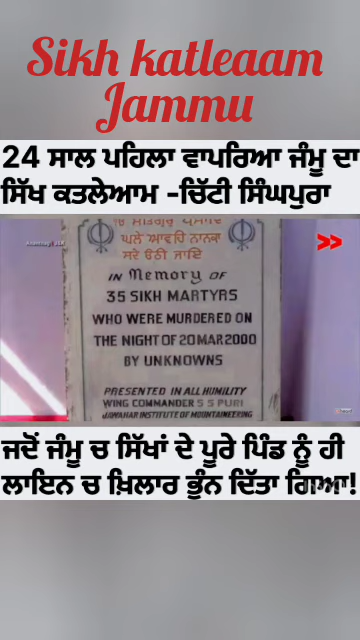 Sikh katleaam
Jammu
24 ਸਾਲ ਪਹਿਲਾ ਵਾਪਰਿਆ ਜੰਮੂ ਦਾ
ਸਿੱਖ ਕਤਲੇਆਮ -ਚਿੱਟੀ ਸਿੰਘਪੁਰਾ
ੴ ਸਤਿਗੁਰ ਪ੍ਰਸਾਦਿ
ਘਲੇ ਆਵਹਿ ਨਾਨਕਾ
ਸਦੇ ਉਠੀ ਜਾਇ
IN Memory OF
35 SIKH MARTYRS
WHO WERE MURDERED ON
THE NIGHT OF 20 MAR 2000
BY UNKNOWNS
PRESENTED IN ALL HUMILITY
WING COMMANDER S S PURI
JAWAHAR INSTITUTE OF MOUNTAINEERING
ਜਦੋਂ ਜੰਮੂ ਚ ਸਿੱਖਾਂ ਦੇ ਪੂਰੇ ਪਿੰਡ ਨੂੰ ਹੀ
ਲਾਇਨ ਚ ਖ਼ਿਲਾਰ ਭੁੰਨ ਦਿੱਤਾ ਗਿਆ!